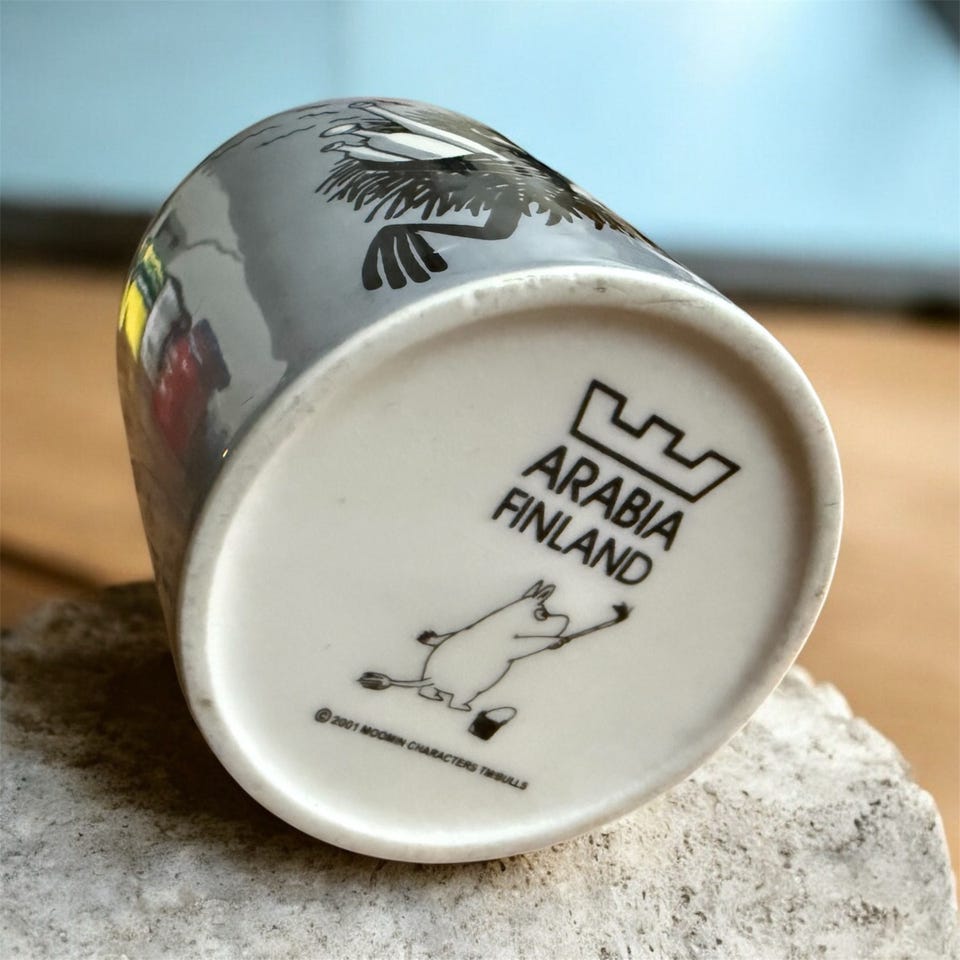 ARABIA
FINLAND
© 2001 MOOMIN CHARACTERS TM/BULLS